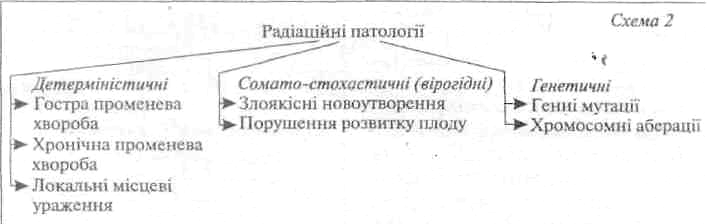 Схема 2
Радіаційні патології
Детерміністичні
Гостра променева
хвороба
Хронічна променева
хвороба
Локальні місцеві
ураження
Сомато-стохастичні (вірогідні)
Злоякісні новоутворення
Порушення розвитку плоду
Генетичні
Генні мутації
Хромосомні аберації